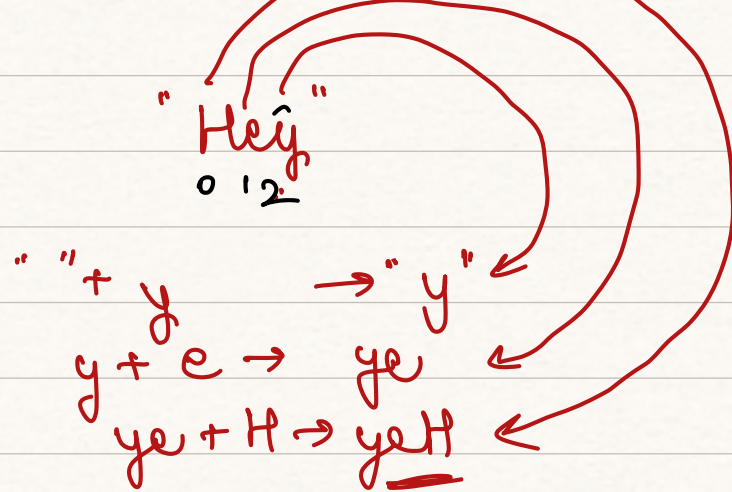 "Hey"
0 1 2
" " + y → "y"
y + e → ye
ye + H → yeH